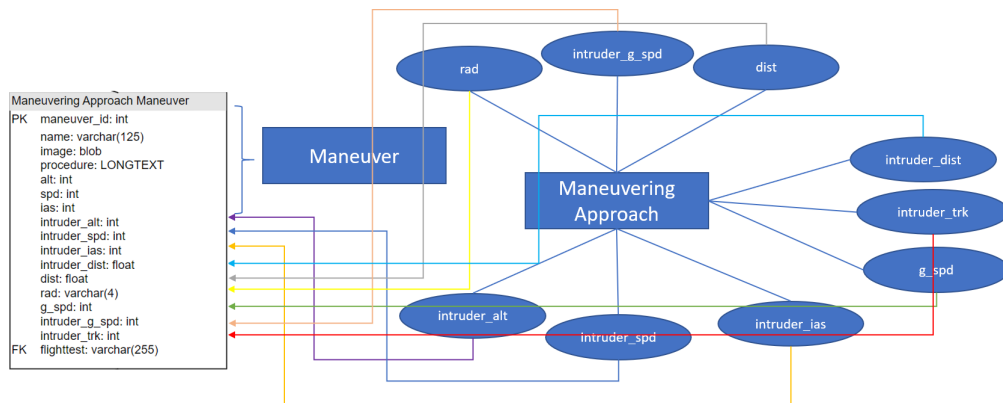 Maneuvering Approach Maneuver
PK maneuver_id: int
name: varchar(125)
image: blob
procedure: LONGTEXT
alt: int
spd: int
ias: int
intruder_alt: int
intruder_spd: int
intruder_ias: int
intruder_dist: float
dist: float
rad: varchar(4)
g_spd: int
intruder_g_spd: int
intruder_trk: int
FK flighttest: varchar(255)
Maneuver
rad
intruder_g_spd
dist
intruder_dist
Maneuvering
Approach
intruder_trk
g_spd
intruder_alt
intruder_spd
intruder_ias